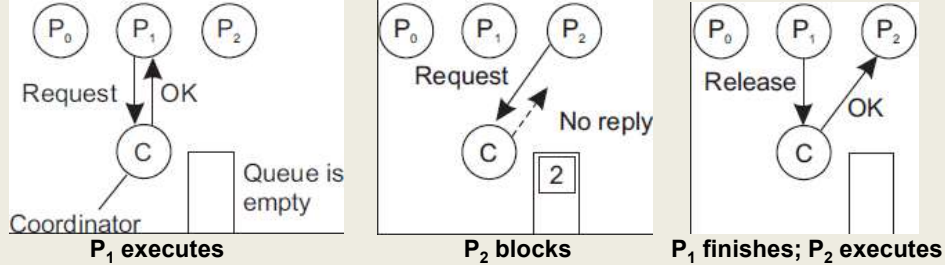 P₀ P₁ P₂
Request OK
C
Queue is
empty
Coordinator
P₁ executes
P₀ P₁ P₂
Request
No reply
C
2
P₂ blocks
P₀ P₁ P₂
Release
OK
C
P₁ finishes; P₂ executes